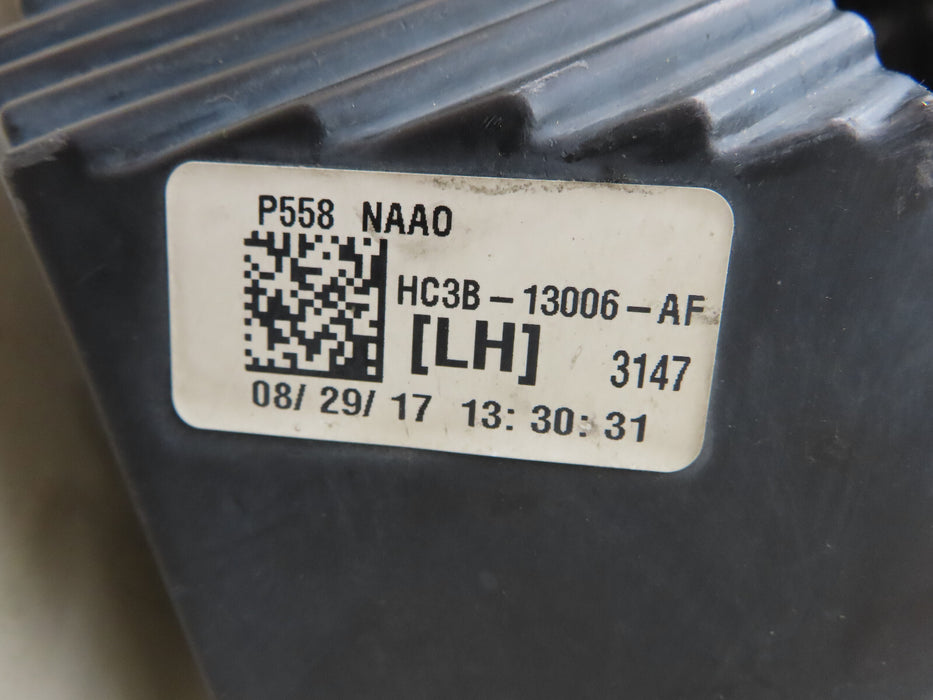 P558 NAAO
HC3B-13006-AF
[LH] 3147
08/ 29/ 17 13: 30: 31